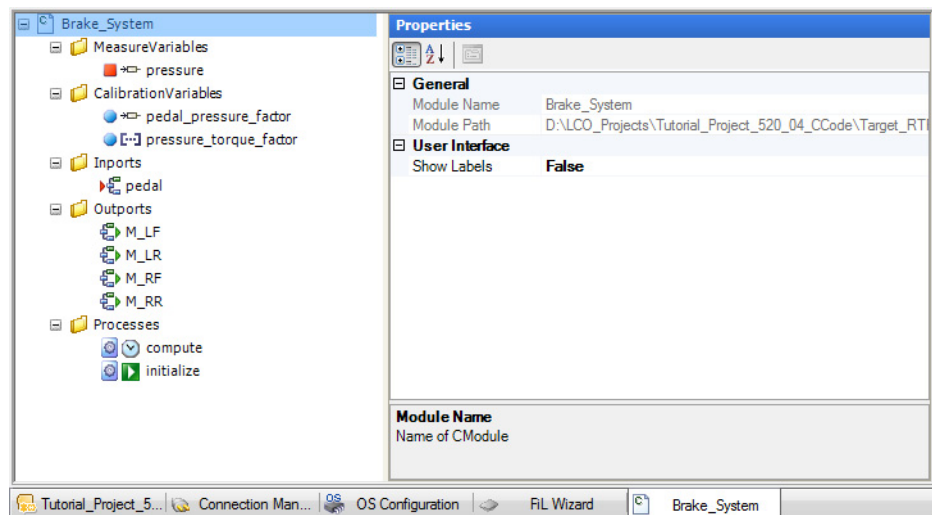 Brake_System
MeasureVariables
pressure
CalibrationVariables
pedal_pressure_factor
pressure_torque_factor
Inports
pedal
Outports
M_LF
M_LR
M_RF
M_RR
Processes
compute
initialize
Properties
General
Module Name Brake_System
Module Path D:\LCO_Projects\Tutorial_Project_520_04_CCode\Target_RTI
User Interface
Show Labels False
Module Name
Name of CModule
Tutorial_Project_5... Connection Man... OS Configuration FiL Wizard Brake_System